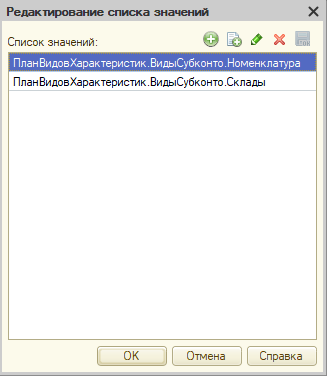 Редактирование списка значений
Список значений:
ПланВидовХарактеристик.ВидыСубконто.Номенклатура
ПланВидовХарактеристик.ВидыСубконто.Склады
OK
Отмена
Справка